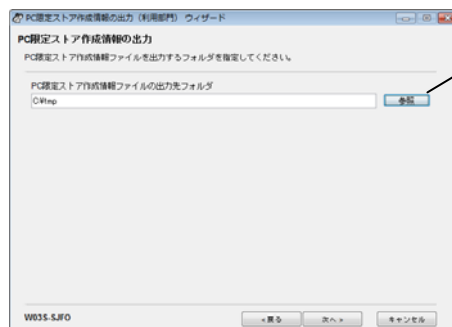 PC限定ストア作成情報の出力（利用部門） ウィザード
PC限定ストア作成情報の出力
PC限定ストア作成情報ファイルを出力するフォルダを指定してください。
PC限定ストア作成情報ファイルの出力先フォルダ
C:¥tmp
参照
W035-SJFO
<戻る
次へ>
キャンセル